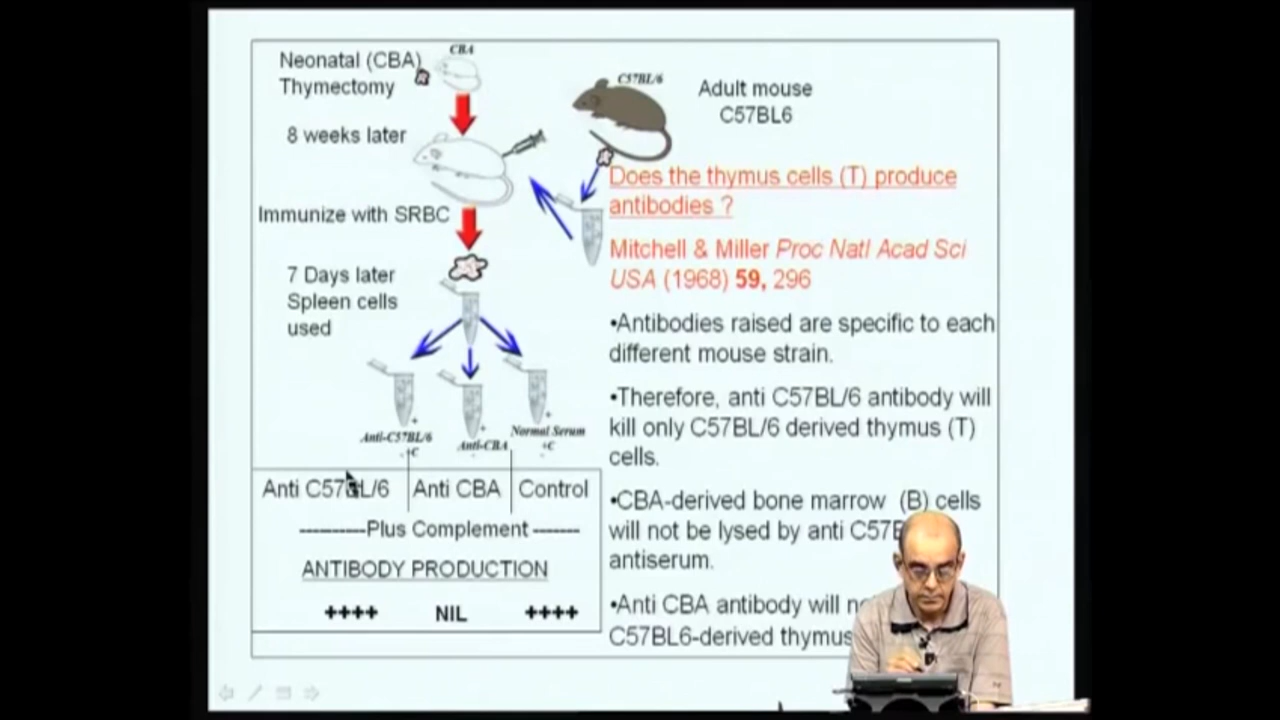 Neonatal (CBA)
Thymectomy
CBA
8 weeks later
Immunize with SRBC
7 Days later
Spleen cells
used
C57BL/6
Adult mouse
C57BL6
Anti-C57BL/6
+C
Anti-CBA
Normal Serum
+C
Anti C57BL/6
Anti CBA
Control
----------Plus Complement -------
ANTIBODY PRODUCTION
++++ NIL ++++
Does the thymus cells (T) produce
antibodies ?
Mitchell & Miller Proc Natl Acad Sci
USA (1968) 59, 296
•Antibodies raised are specific to each
different mouse strain.
•Therefore, anti C57BL/6 antibody will
kill only C57BL/6 derived thymus (T)
cells.
•CBA-derived bone marrow (B) cells
will not be lysed by anti
antiserum.
•Anti CBA antibody will
C57BL6-derived thymus